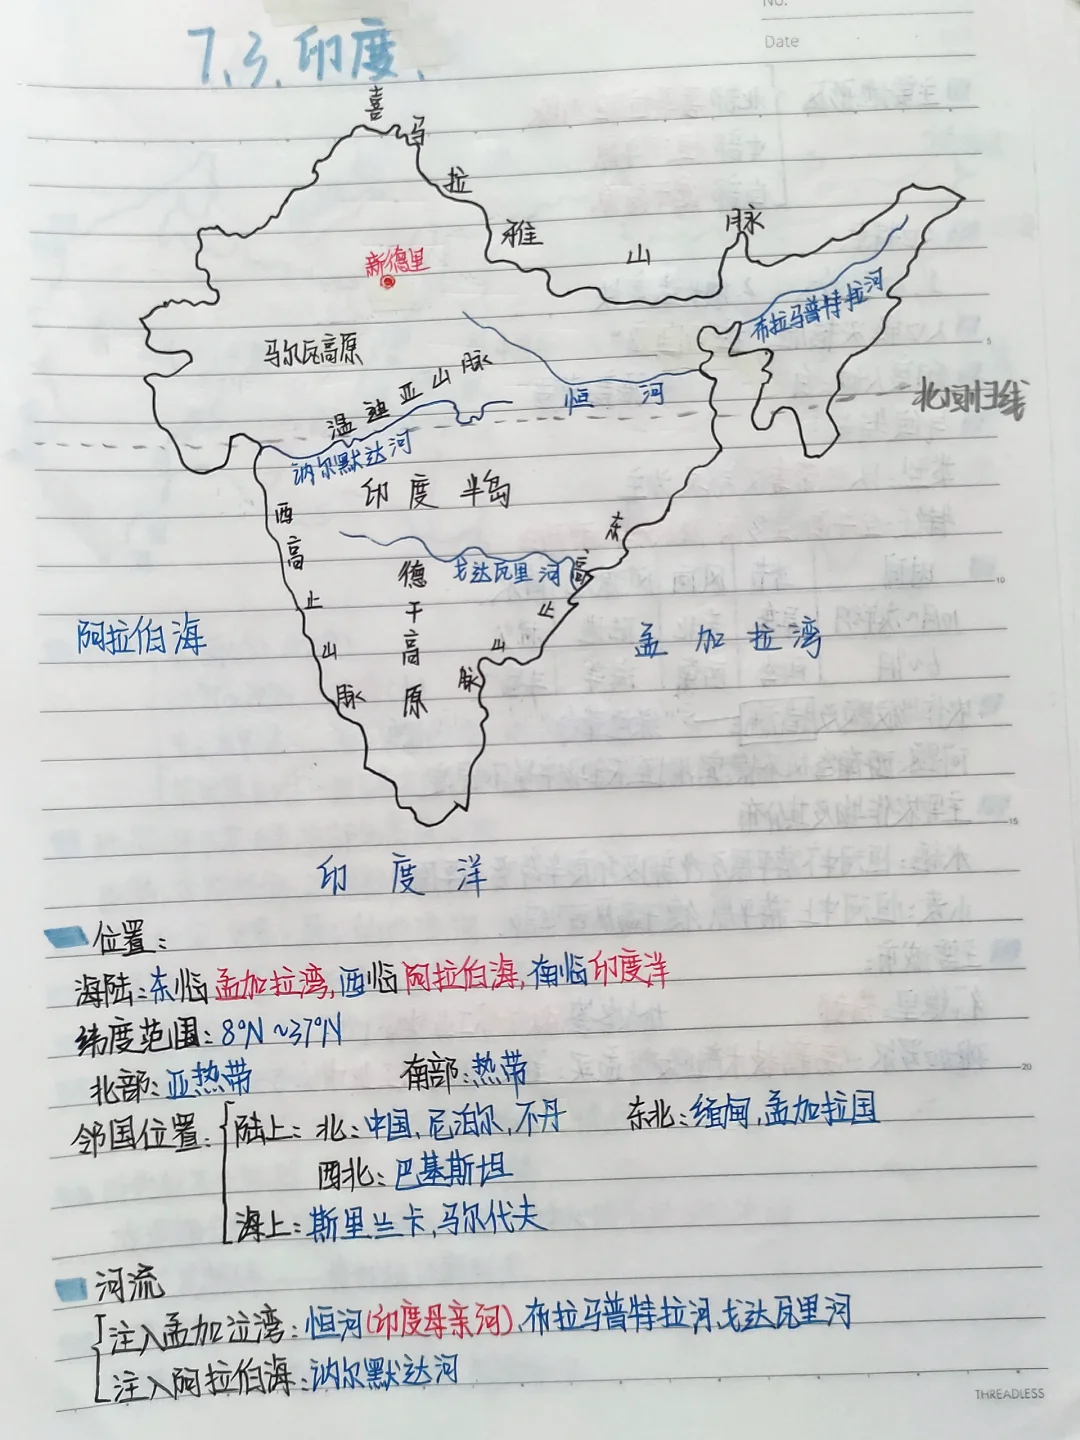 No.
Date
7.3.印度.
喜马拉雅山脉
新德里
布拉马普特拉河
马尔瓦高原
温迪亚山脉
恒河
北回归线
讷尔默达河
印度半岛
西高止山脉
东高止山脉
戈达瓦里河
德干高原
阿拉伯海
孟加拉湾
印度洋
位置:
海陆:东临孟加拉湾,西临阿拉伯海,南临印度洋
纬度范围:8°N~37°N
北部:亚热带 南部:热带
邻国位置: 陆上: 北:中国,尼泊尔,不丹 东北:缅甸,孟加拉国
西北:巴基斯坦
海上:斯里兰卡,马尔代夫
河流
注入孟加拉湾:恒河(印度母亲河),布拉马普特拉河,戈达瓦里河
注入阿拉伯海:讷尔默达河
5
10
15
20
THREADLESS